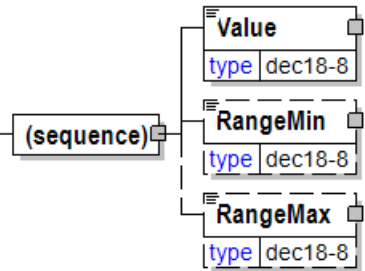 Value
type dec18-8
(sequence)
RangeMin
type dec18-8
RangeMax
type dec18-8